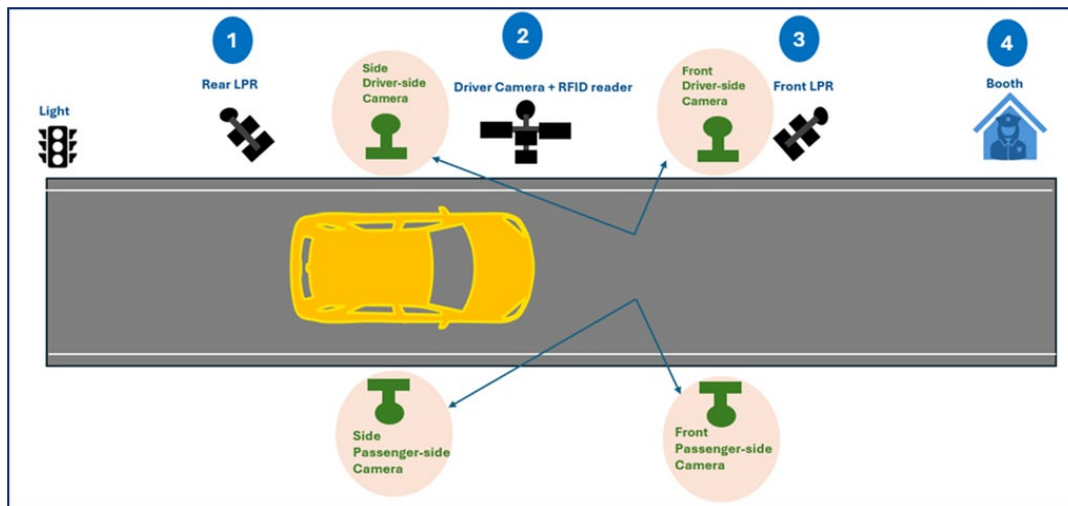 1
2
3
4
Rear LPR
Side
Driver-side
Camera
Driver Camera + RFID reader
Front
Driver-side
Camera
Front LPR
Booth
Light
Side
Passenger-side
Camera
Front
Passenger-side
Camera